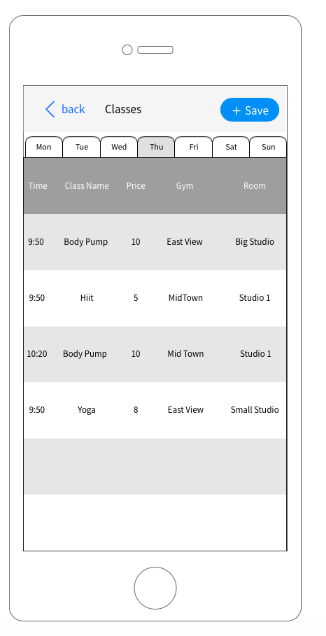 back Classes + Save
Mon Tue Wed Thu Fri Sat Sun
Time Class Name Price Gym Room
9:50 Body Pump 10 East View Big Studio
9:50 Hiit 5 MidTown Studio 1
10:20 Body Pump 10 Mid Town Studio 1
9:50 Yoga 8 East View Small Studio